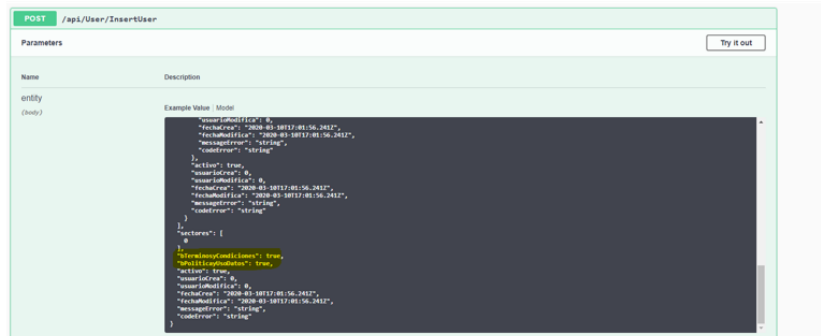 POST /api/User/InsertUser
Parameters
Try it out
Name Description
entity
(body)
Example Value | Model
"usuarioModifica": 0,
"fechaCrea": "2020-03-10T17:01:56.241Z",
"fechaModifica": "2020-03-10T17:01:56.241Z",
"messageError": "string",
"codeError": "string"
},
"activo": true,
"usuarioCrea": 0,
"usuarioModifica": 0,
"fechaCrea": "2020-03-10T17:01:56.241Z",
"fechaModifica": "2020-03-10T17:01:56.241Z",
"messageError": "string",
"codeError": "string"
}
],
"sectores": [
0
],
"bTerminosyCondiciones": true,
"bPoliticayUsoDatos": true,
"activo": true,
"usuarioCrea": 0,
"usuarioModifica": 0,
"fechaCrea": "2020-03-10T17:01:56.241Z",
"fechaModifica": "2020-03-10T17:01:56.241Z",
"messageError": "string",
"codeError": "string"
}